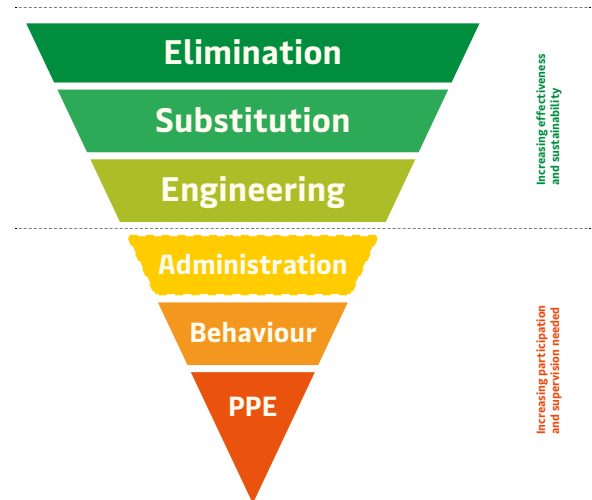 Elimination
Substitution
Engineering
Administration
Behaviour
PPE
Increasing effectiveness
and sustainability
Increasing participation
and supervision needed